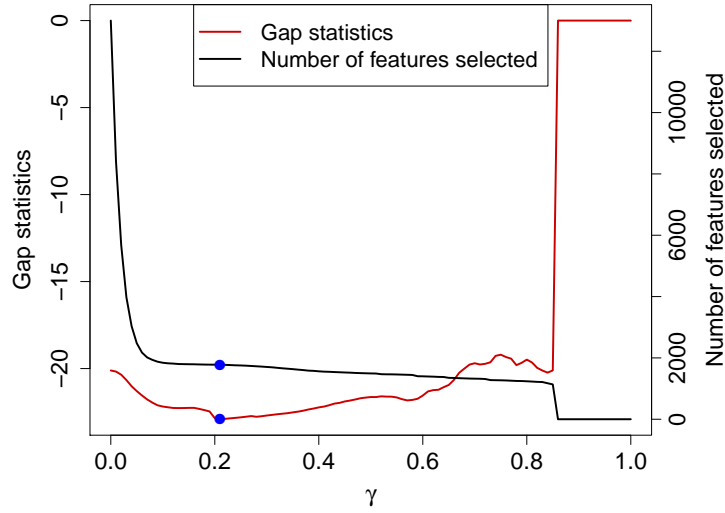 Gap statistics
Number of features selected
0
−5
−10
−15
−20
Gap statistics
0
2000
6000
10000
Number of features selected
0.0 0.2 0.4 0.6 0.8 1.0
γ